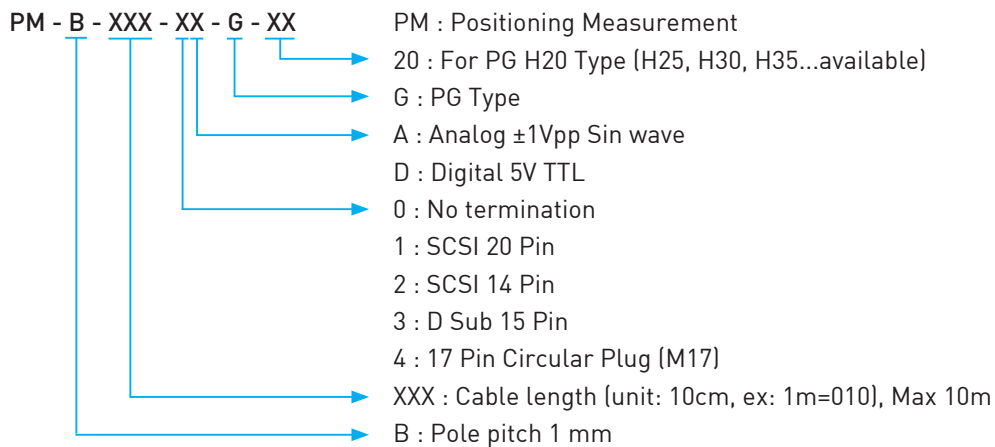 PM - B - XXX - XX - G - XX PM : Positioning Measurement
20 : For PG H20 Type (H25, H30, H35...available)
G : PG Type
A : Analog ±1Vpp Sin wave
D : Digital 5V TTL
0 : No termination
1 : SCSI 20 Pin
2 : SCSI 14 Pin
3 : D Sub 15 Pin
4 : 17 Pin Circular Plug (M17)
XXX : Cable length (unit: 10cm, ex: 1m=010), Max 10m
B : Pole pitch 1 mm